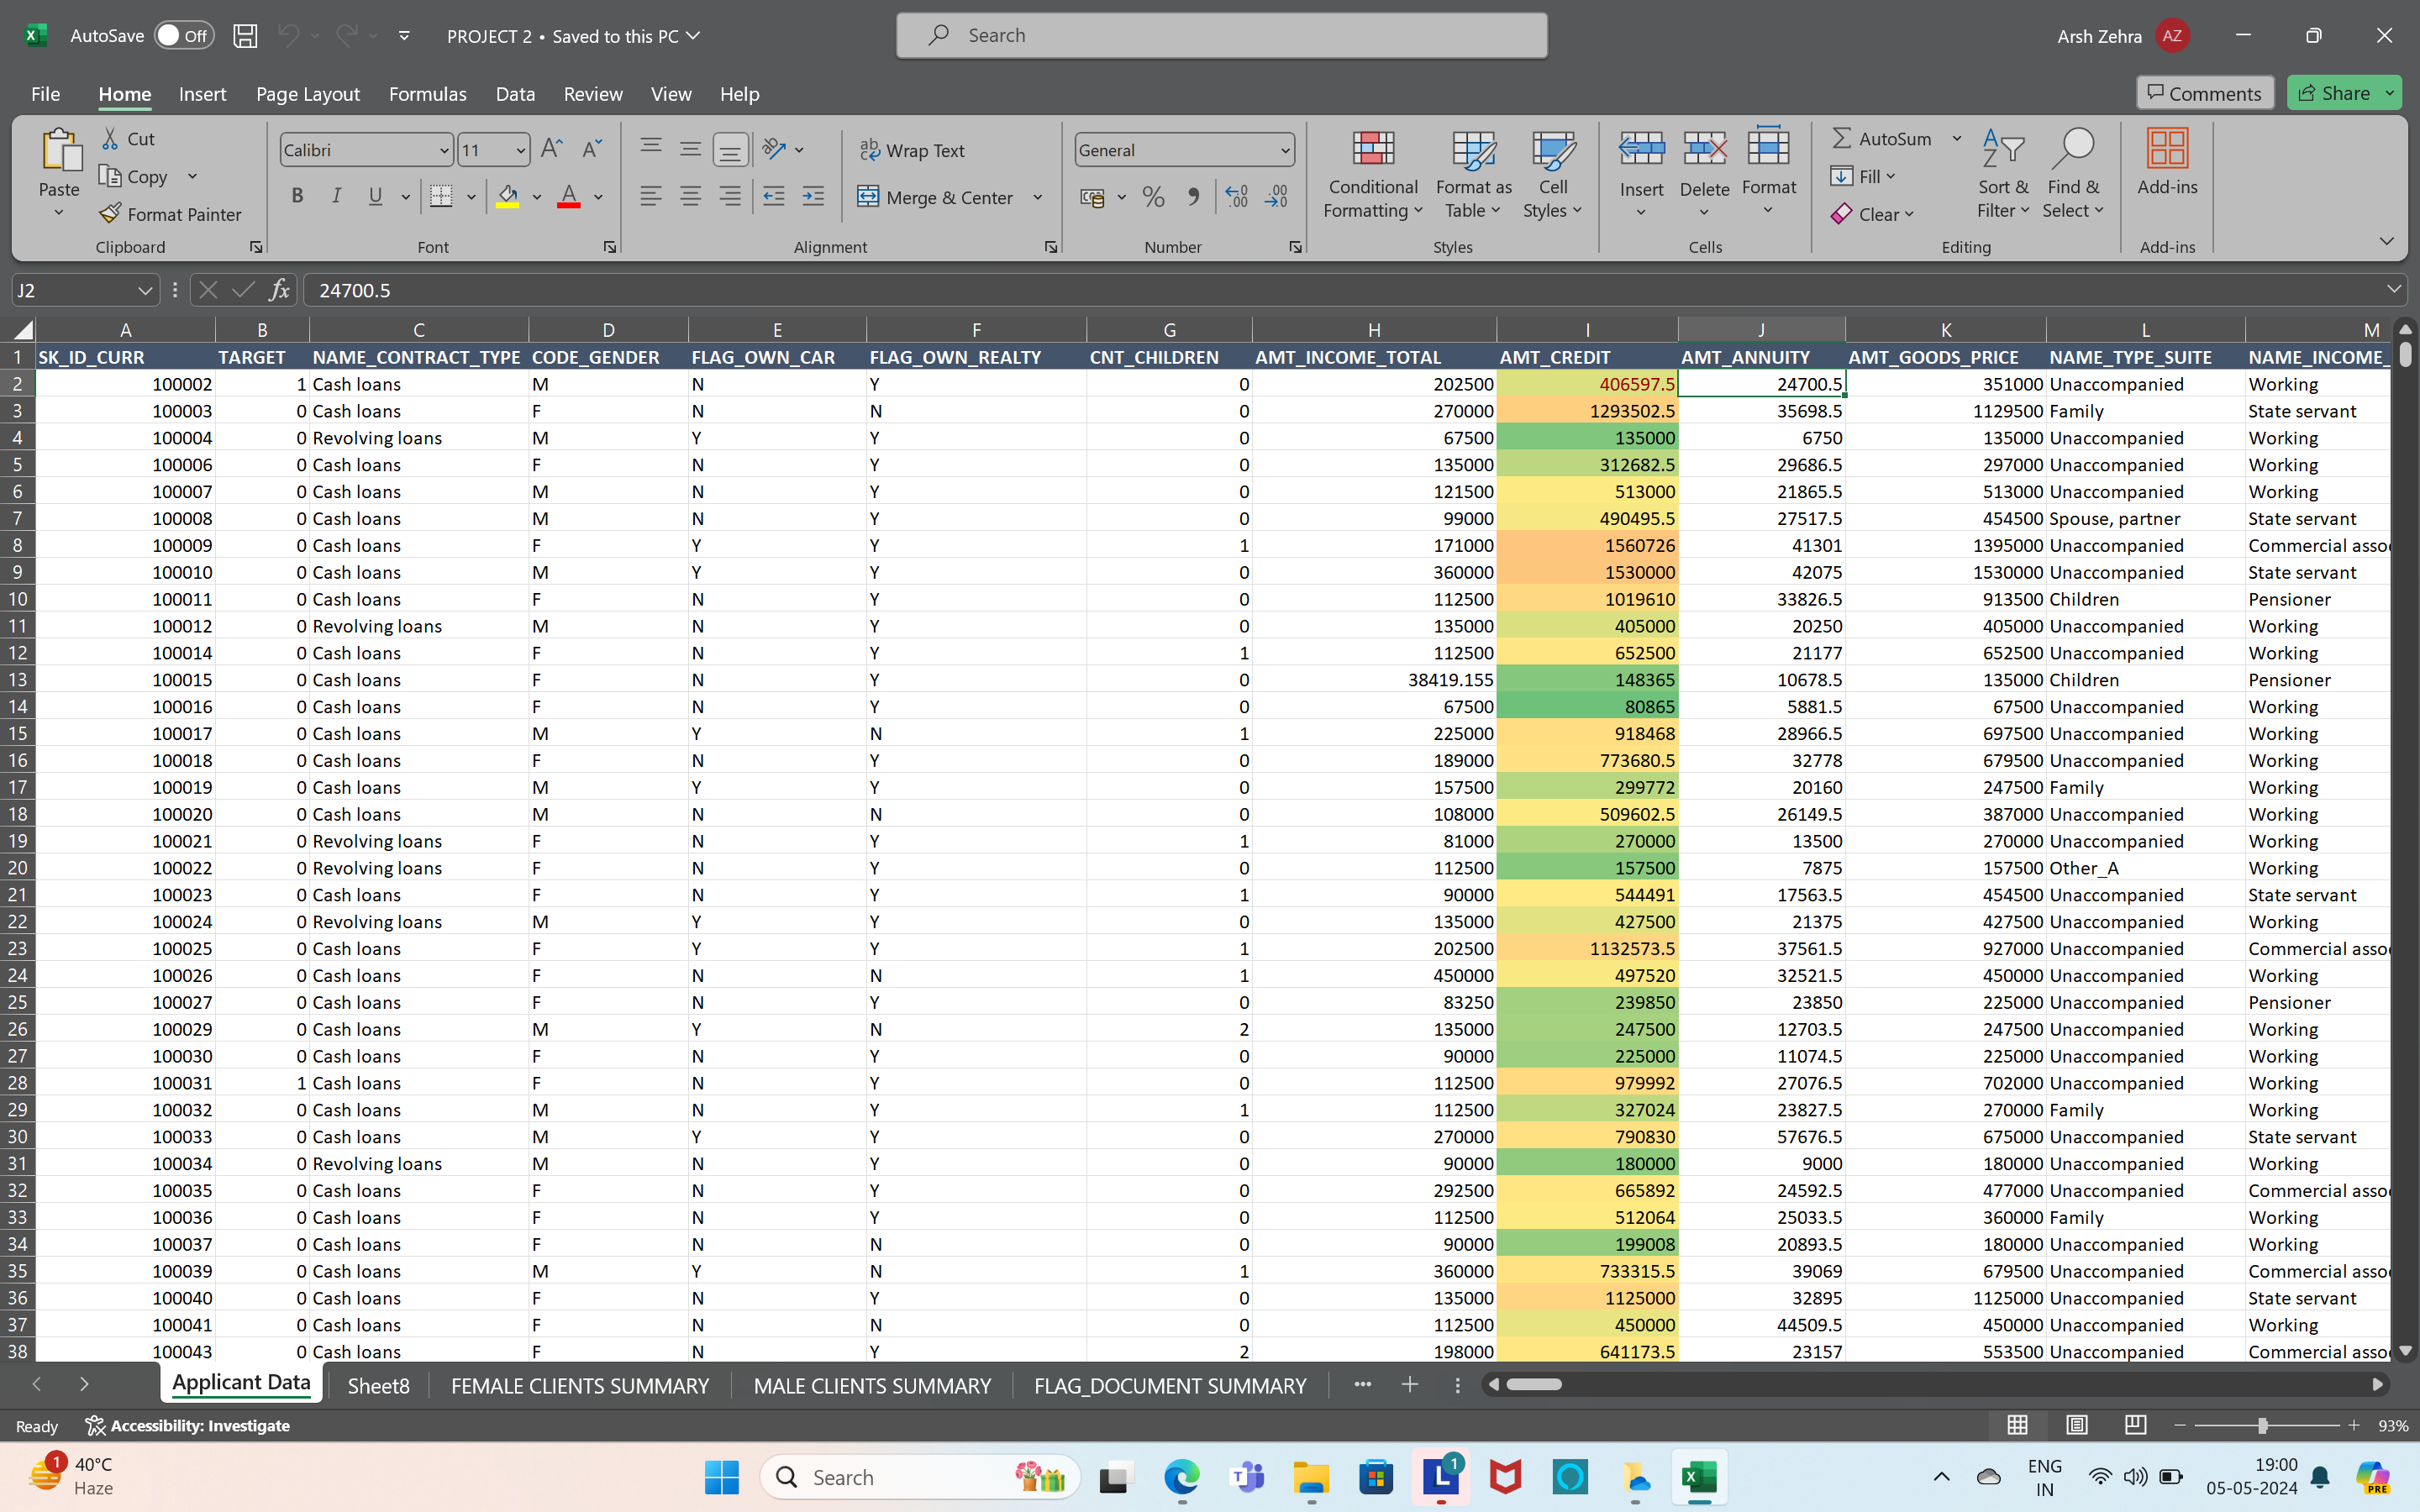 AutoSave Off PROJECT 2 • Saved to this PC Search Arsh Zehra AZ
File Home Insert Page Layout Formulas Data Review View Help Comments Share
Paste Cut Copy Format Painter Clipboard
Calibri 11 B I U A Font
ab Wrap Text Merge & Center Alignment
General % Number
Conditional Formatting Format as Table Cell Styles Styles
Insert Delete Format Cells
AutoSum Fill Clear Sort & Filter Find & Select Editing
Add-ins Add-ins
J2 fx 24700.5
A B C D E F G H I J K L M
1 SK_ID_CURR TARGET NAME_CONTRACT_TYPE CODE_GENDER FLAG_OWN_CAR FLAG_OWN_REALTY CNT_CHILDREN AMT_INCOME_TOTAL AMT_CREDIT AMT_ANNUITY AMT_GOODS_PRICE NAME_TYPE_SUITE NAME_INCOME_
2 100002 1 Cash loans M N Y 0 202500 406597.5 24700.5 351000 Unaccompanied Working
3 100003 0 Cash loans F N N 0 270000 1293502.5 35698.5 1129500 Family State servant
4 100004 0 Revolving loans M Y Y 0 67500 135000 6750 135000 Unaccompanied Working
5 100006 0 Cash loans F N Y 0 135000 312682.5 29686.5 297000 Unaccompanied Working
6 100007 0 Cash loans M N Y 0 121500 513000 21865.5 513000 Unaccompanied Working
7 100008 0 Cash loans M N Y 0 99000 490495.5 27517.5 454500 Spouse, partner State servant
8 100009 0 Cash loans F Y Y 1 171000 1560726 41301 1395000 Unaccompanied Commercial asso
9 100010 0 Cash loans M Y Y 0 360000 1530000 42075 1530000 Unaccompanied State servant
10 100011 0 Cash loans F N Y 0 112500 1019610 33826.5 913500 Children Pensioner
11 100012 0 Revolving loans M N Y 0 135000 405000 20250 405000 Unaccompanied Working
12 100014 0 Cash loans F N Y 1 112500 652500 21177 652500 Unaccompanied Working
13 100015 0 Cash loans F N Y 0 38419.155 148365 10678.5 135000 Children Pensioner
14 100016 0 Cash loans F N Y 0 67500 80865 5881.5 67500 Unaccompanied Working
15 100017 0 Cash loans M Y N 1 225000 918468 28966.5 697500 Unaccompanied Working
16 100018 0 Cash loans F N Y 0 189000 773680.5 32778 679500 Unaccompanied Working
17 100019 0 Cash loans M Y Y 0 157500 299772 20160 247500 Family Working
18 100020 0 Cash loans M N N 0 108000 509602.5 26149.5 387000 Unaccompanied Working
19 100021 0 Revolving loans F N Y 1 81000 270000 13500 270000 Unaccompanied Working
20 100022 0 Revolving loans F N Y 0 112500 157500 7875 157500 Other_A Working
21 100023 0 Cash loans F N Y 1 90000 544491 17563.5 454500 Unaccompanied State servant
22 100024 0 Revolving loans M Y Y 0 135000 427500 21375 427500 Unaccompanied Working
23 100025 0 Cash loans F Y Y 1 202500 1132573.5 37561.5 927000 Unaccompanied Commercial asso
24 100026 0 Cash loans F N N 1 450000 497520 32521.5 450000 Unaccompanied Working
25 100027 0 Cash loans F N Y 0 83250 239850 23850 225000 Unaccompanied Pensioner
26 100029 0 Cash loans M Y N 2 135000 247500 12703.5 247500 Unaccompanied Working
27 100030 0 Cash loans F N Y 0 90000 225000 11074.5 225000 Unaccompanied Working
28 100031 1 Cash loans F N Y 0 112500 979992 27076.5 702000 Unaccompanied Working
29 100032 0 Cash loans M N Y 1 112500 327024 23827.5 270000 Family Working
30 100033 0 Cash loans M Y Y 0 270000 790830 57676.5 675000 Unaccompanied State servant
31 100034 0 Revolving loans M N Y 0 90000 180000 9000 180000 Unaccompanied Working
32 100035 0 Cash loans F N Y 0 292500 665892 24592.5 477000 Unaccompanied Commercial asso
33 100036 0 Cash loans F N Y 0 112500 512064 25033.5 360000 Family Working
34 100037 0 Cash loans F N N 0 90000 199008 20893.5 180000 Unaccompanied Working
35 100039 0 Cash loans M Y N 1 360000 733315.5 39069 679500 Unaccompanied Commercial asso
36 100040 0 Cash loans F N Y 0 135000 1125000 32895 1125000 Unaccompanied State servant
37 100041 0 Cash loans F N N 0 112500 450000 44509.5 450000 Unaccompanied Working
38 100043 0 Cash loans F N Y 2 198000 641173.5 23157 553500 Unaccompanied Commercial asso
Applicant Data Sheet8 FEMALE CLIENTS SUMMARY MALE CLIENTS SUMMARY FLAG_DOCUMENT SUMMARY
Ready Accessibility: Investigate 93%
1 40°C Search 1 ENG 19:00
Haze IN 05-05-2024 PRE